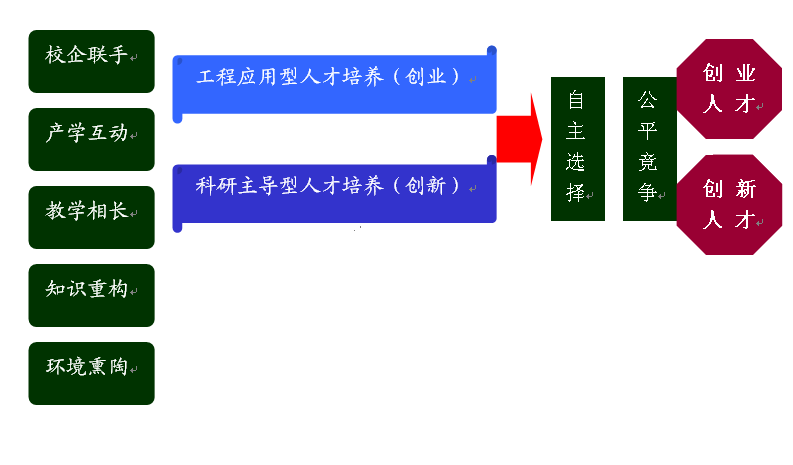 校企联手
产学互动
教学相长
知识重构
环境熏陶
工程应用型人才培养（创业）
科研主导型人才培养（创新）
自
主
选
择
公
平
竞
争
创 业
人 才
创 新
人 才